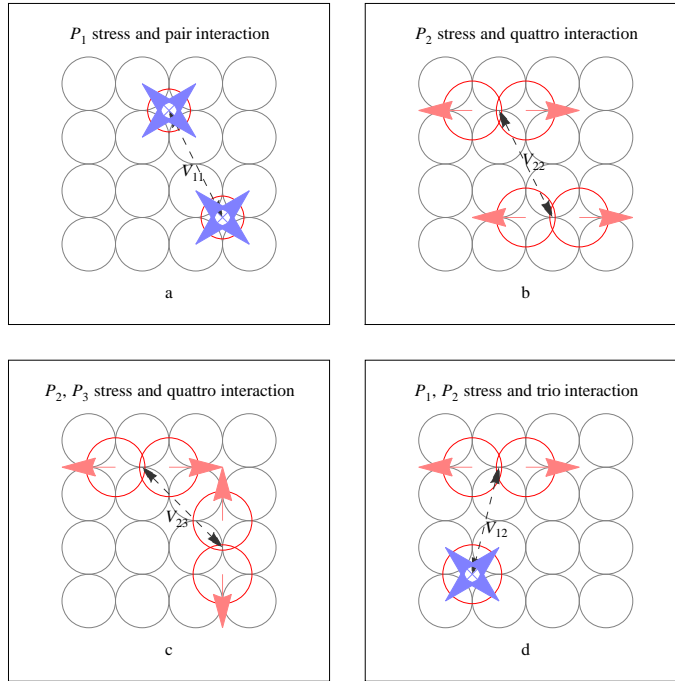 P₁ stress and pair interaction
V₁₁
a
P₂ stress and quattro interaction
V₂₂
b
P₂, P₃ stress and quattro interaction
V₂₃
c
P₁, P₂ stress and trio interaction
V₁₂
d